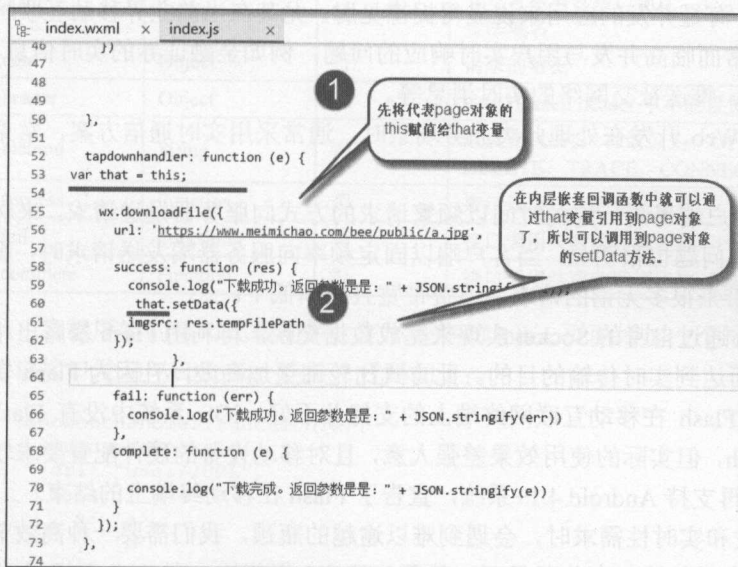 index.wxml × index.js ×
46 })
47
48
49
50 },
51
52 tapdownhandler: function (e) {
53 var that = this;
54
55 wx.downloadFile({
56 url: 'https://www.meimichao.com/bee/public/a.jpg',
57
58 success: function (res) {
59 console.log("下载成功。返回参数是是: "+ JSON.stringif
60 that.setData({
61 imgsrc: res.tempFilePath
62 });
63 },
64
65 fail: function (err) {
66 console.log("下载成功。返回参数是是: " + JSON.stringify(err))
67 },
68 complete: function (e) {
69
70 console.log("下载完成。返回参数是是: " + JSON.stringify(e))
71 }
72 });
73 },
74
1
先将代表page对象的
this赋值给that变量
2
在内层嵌套回调函数中就可以通
过that变量引用到page对象
了，所以可以调用到page对象
的setData方法。